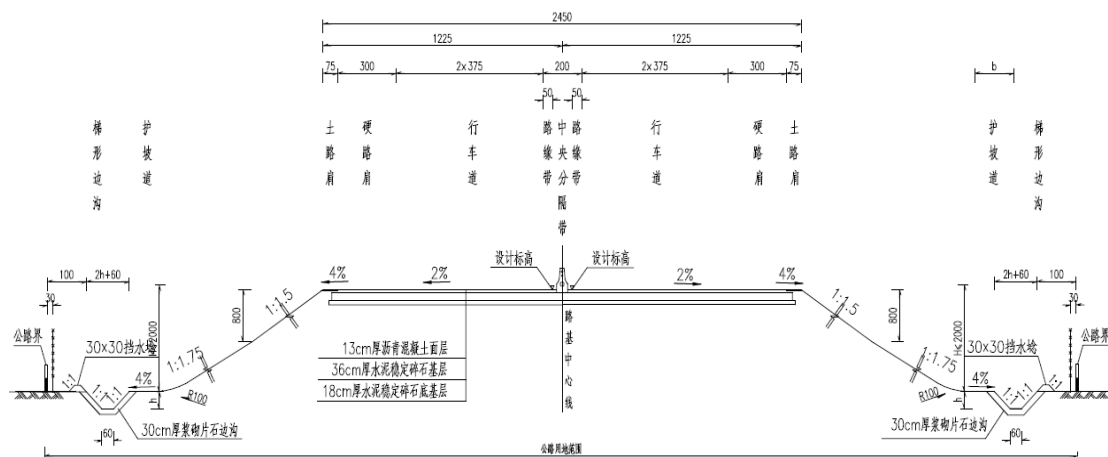 2450
1225
1225
75
300
2x375
200
2x375
300
75
b
50
50
梯形边沟
护坡道
土路肩
硬路肩
行车道
路缘带
中央分隔带
路缘带
行车道
硬路肩
土路肩
护坡道
梯形边沟
设计标高
设计标高
100
2h+60
4%
2%
2%
4%
2h+60
100
30
1:1.5
800
H≤2000
800
1:1.5
H≤2000
30
公路界
30x30挡水埝
1:1.75
13cm厚沥青混凝土面层
36cm厚水泥稳定碎石基层
18cm厚水泥稳定碎石底基层
路基中心线
1:1.75
30x30挡水埝
公路界
1:1
1:1
1:1
4%
R100
h
R100
4%
h
1:1
1:1
1:1
30cm厚浆砌片石边沟
60
30cm厚浆砌片石边沟
60
公路用地范围